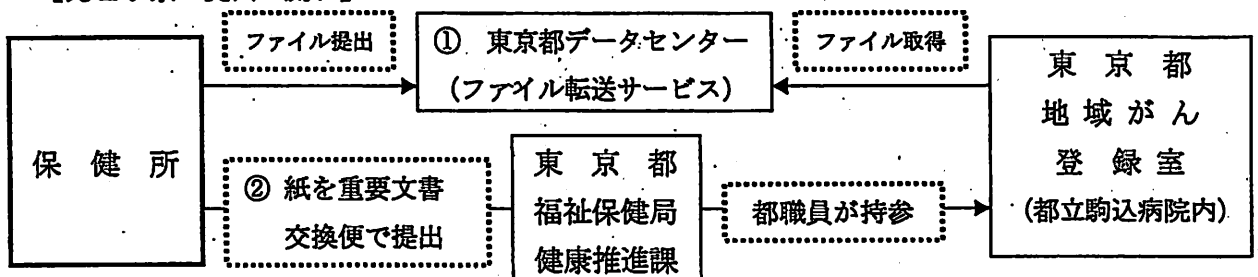 ファイル提出
① 東京都データセンター
(ファイル転送サービス)
ファイル取得
保健所
東京都
地域がん
登録室
(都立駒込病院内)
② 紙を重要文書
交換便で提出
東京都
福祉保健局
健康推進課
都職員が持参